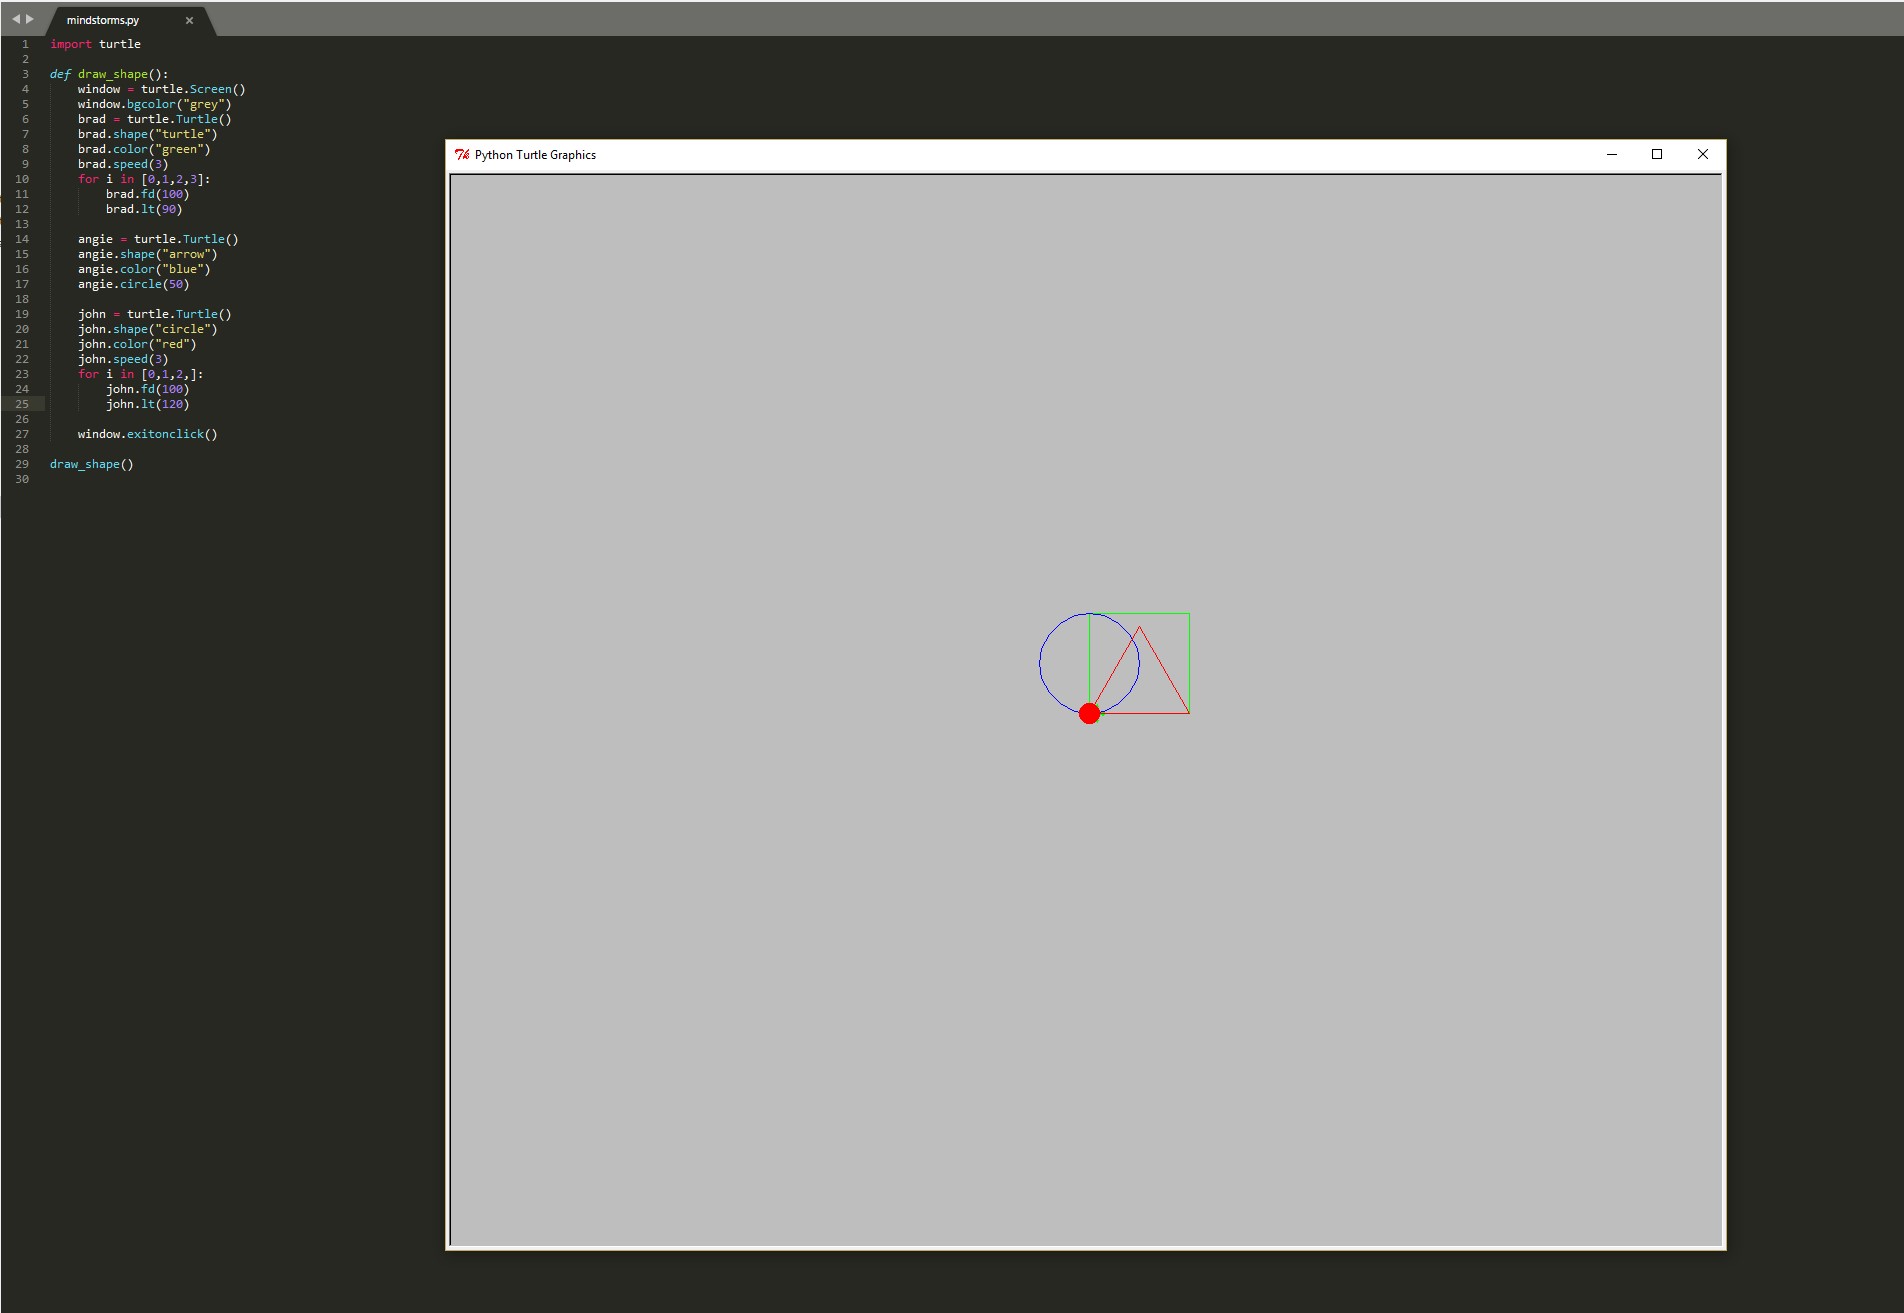 mindstorms.py
1 import turtle
2
3 def draw_shape():
4     window = turtle.Screen()
5     window.bgcolor("grey")
6     brad = turtle.Turtle()
7     brad.shape("turtle")
8     brad.color("green")
9     brad.speed(3)
10     for i in [0,1,2,3]:
11         brad.fd(100)
12         brad.lt(90)
13
14     angie = turtle.Turtle()
15     angie.shape("arrow")
16     angie.color("blue")
17     angie.circle(50)
18
19     john = turtle.Turtle()
20     john.shape("circle")
21     john.color("red")
22     john.speed(3)
23     for i in [0,1,2,]:
24         john.fd(100)
25         john.lt(120)
26
27     window.exitonclick()
28
29 draw_shape()
30
Python Turtle Graphics